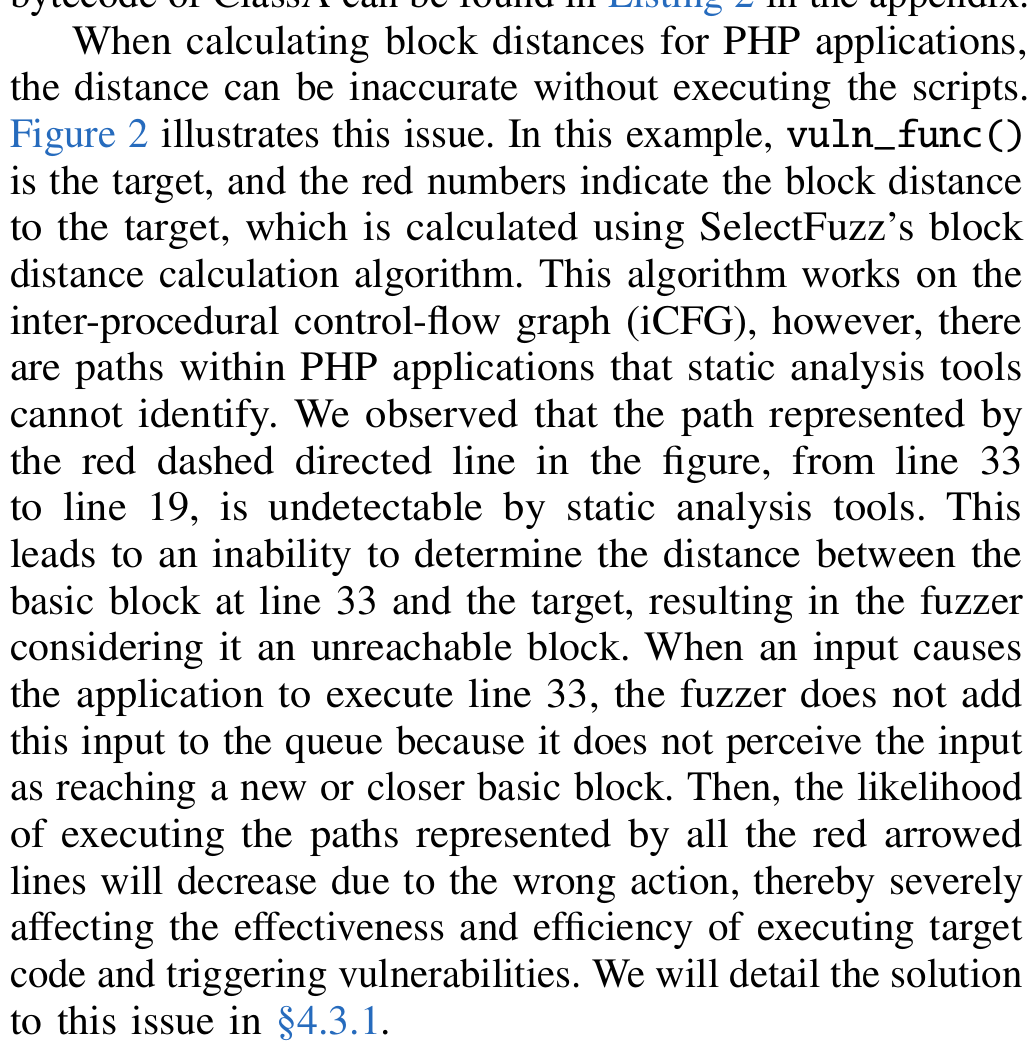 bytecode of ClassA can be found in Listing 2 in the appendix.
When calculating block distances for PHP applications,
the distance can be inaccurate without executing the scripts.
Figure 2 illustrates this issue. In this example, vuln_func()
is the target, and the red numbers indicate the block distance
to the target, which is calculated using SelectFuzz's block
distance calculation algorithm. This algorithm works on the
inter-procedural control-flow graph (iCFG), however, there
are paths within PHP applications that static analysis tools
cannot identify. We observed that the path represented by
the red dashed directed line in the figure, from line 33
to line 19, is undetectable by static analysis tools. This
leads to an inability to determine the distance between the
basic block at line 33 and the target, resulting in the fuzzer
considering it an unreachable block. When an input causes
the application to execute line 33, the fuzzer does not add
this input to the queue because it does not perceive the input
as reaching a new or closer basic block. Then, the likelihood
of executing the paths represented by all the red arrowed
lines will decrease due to the wrong action, thereby severely
affecting the effectiveness and efficiency of executing target
code and triggering vulnerabilities. We will detail the solution
to this issue in §4.3.1.